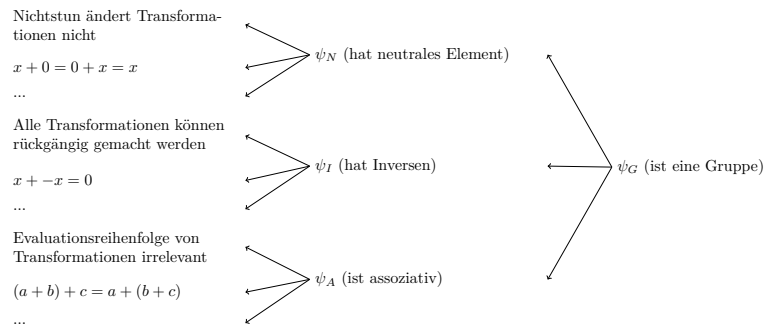 Nichtstun ändert Transforma-
tionen nicht
x + 0 = 0 + x = x
...
ψ_N (hat neutrales Element)
Alle Transformationen können
rückgängig gemacht werden
x + −x = 0
...
ψ_I (hat Inversen)
ψ_G (ist eine Gruppe)
Evaluationsreihenfolge von
Transformationen irrelevant
(a + b) + c = a + (b + c)
...
ψ_A (ist assoziativ)